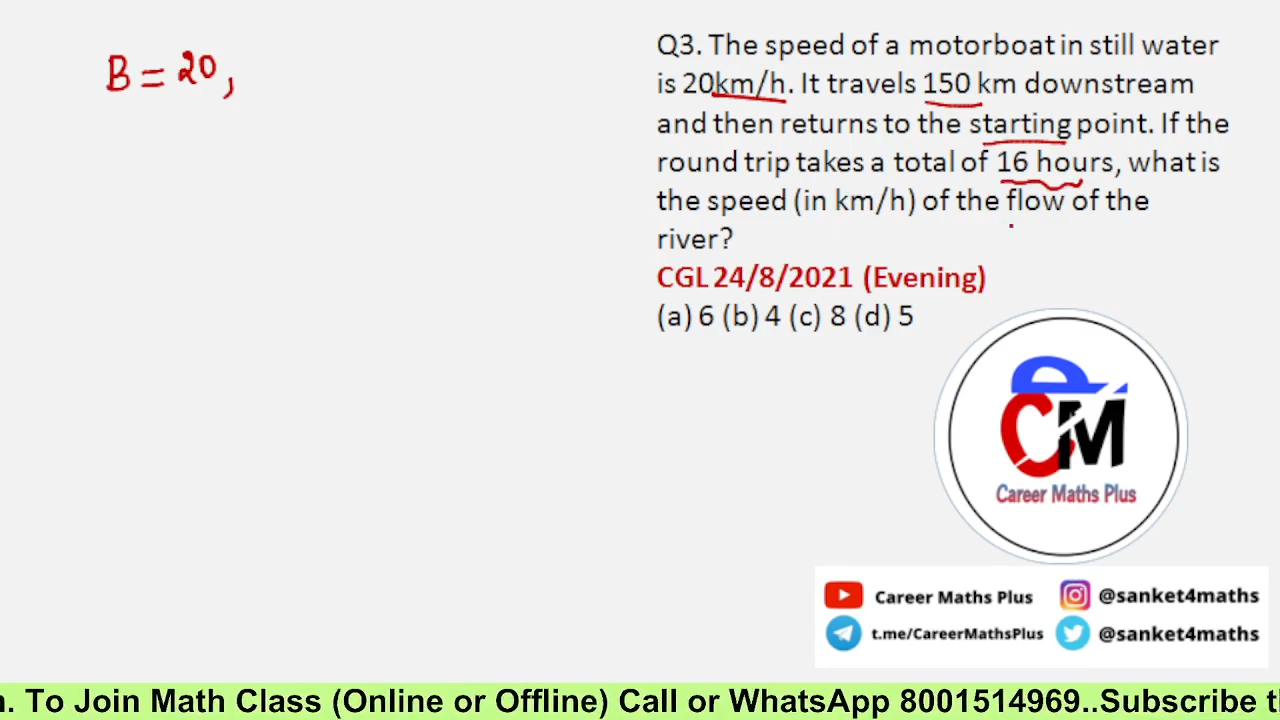 B = 20,
Q3. The speed of a motorboat in still water
is 20km/h. It travels 150 km downstream
and then returns to the starting point. If the
round trip takes a total of 16 hours, what is
the speed (in km/h) of the flow of the
river?
CGL 24/8/2021 (Evening)
(a) 6 (b) 4 (c) 8 (d) 5
CM
Career Maths Plus
Career Maths Plus
@sanket4maths
t.me/CareerMathsPlus
@sanket4maths
n. To Join Math Class (Online or Offline) Call or WhatsApp 8001514969..Subscribe th